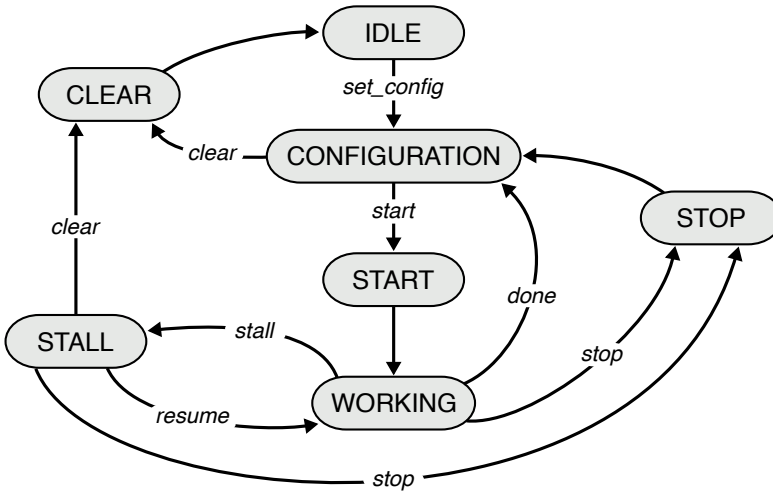 IDLE
set_config
CLEAR
clear
CONFIGURATION
start
STOP
clear
START
done
stall
STALL
stop
resume
WORKING
stop